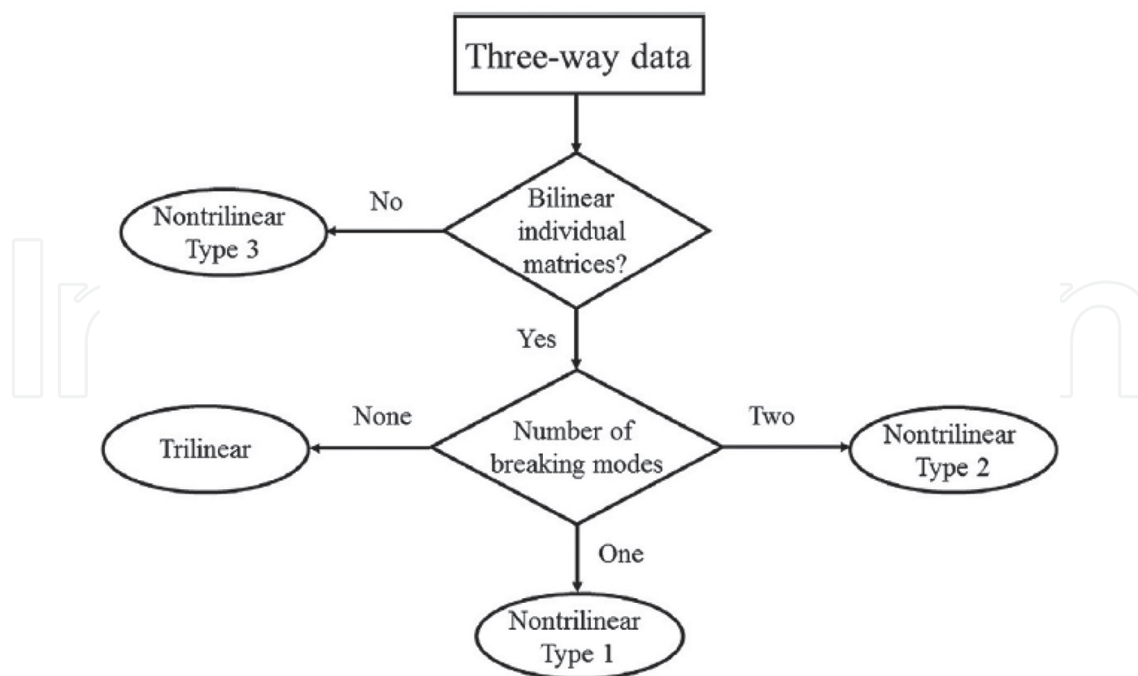 Three-way data
No
Bilinear
individual
matrices?
Nontrilinear
Type 3
Yes
None
Number of
breaking modes
Two
Trilinear
Nontrilinear
Type 2
One
Nontrilinear
Type 1